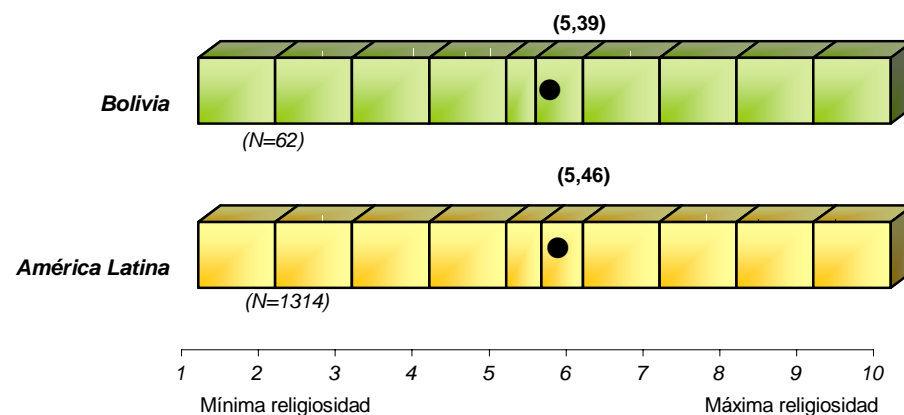 (5,39)
Bolivia
(N=62)
(5,46)
América Latina
(N=1314)
1 2 3 4 5 6 7 8 9 10
Mínima religiosidad Máxima religiosidad